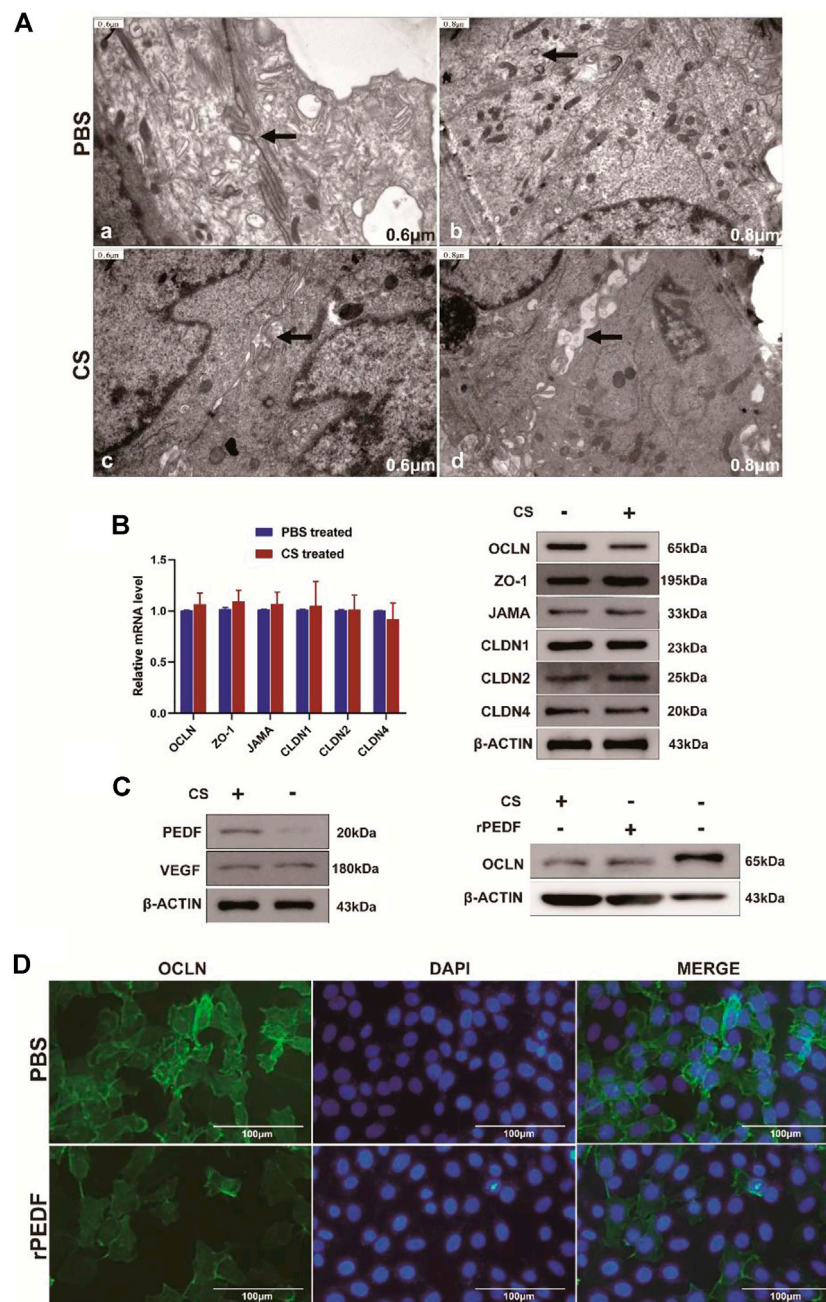 A
PBS
0.6μm
a
0.6μm
0.8μm
b
0.8μm
CS
0.6μm
c
0.6μm
0.8μm
d
0.8μm
B
PBS treated
CS treated
Relative mRNA level
1.5
1.0
0.5
0.0
OCLN
ZO-1
JAMA
CLDN1
CLDN2
CLDN4
CS - +
OCLN 65kDa
ZO-1 195kDa
JAMA 33kDa
CLDN1 23kDa
CLDN2 25kDa
CLDN4 20kDa
β-ACTIN 43kDa
C
CS + -
PEDF 20kDa
VEGF 180kDa
β-ACTIN 43kDa
CS + - -
rPEDF - + -
OCLN 65kDa
β-ACTIN 43kDa
D
OCLN DAPI MERGE
PBS
100μm 100μm 100μm
rPEDF
100μm 100μm 100μm